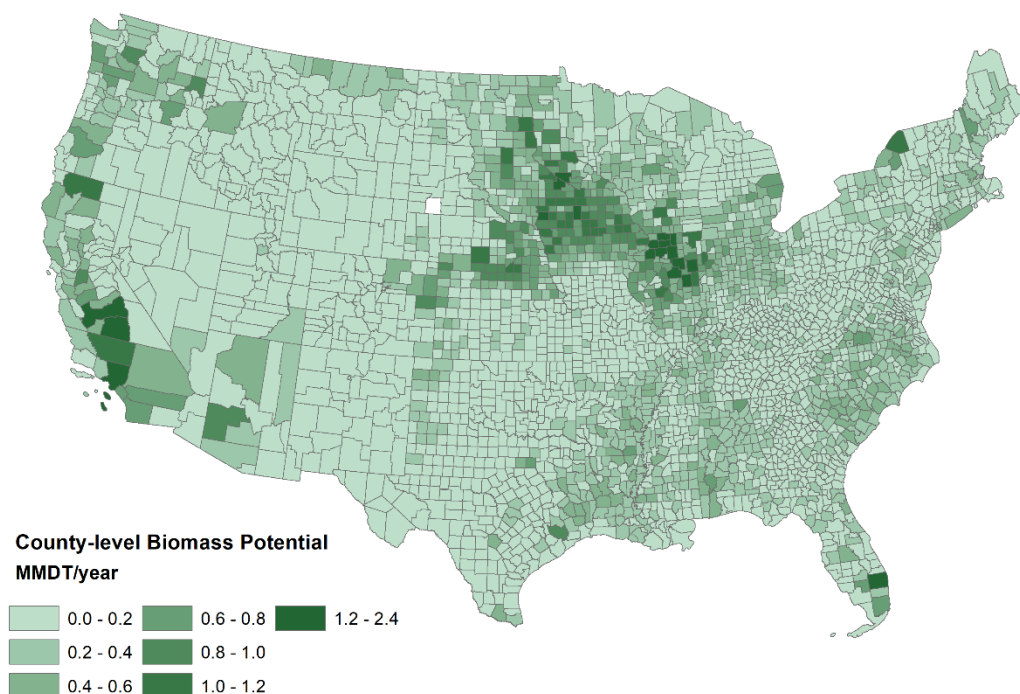 County-level Biomass Potential
MMDT/year
0.0 - 0.2 0.6 - 0.8 1.2 - 2.4
0.2 - 0.4 0.8 - 1.0
0.4 - 0.6 1.0 - 1.2